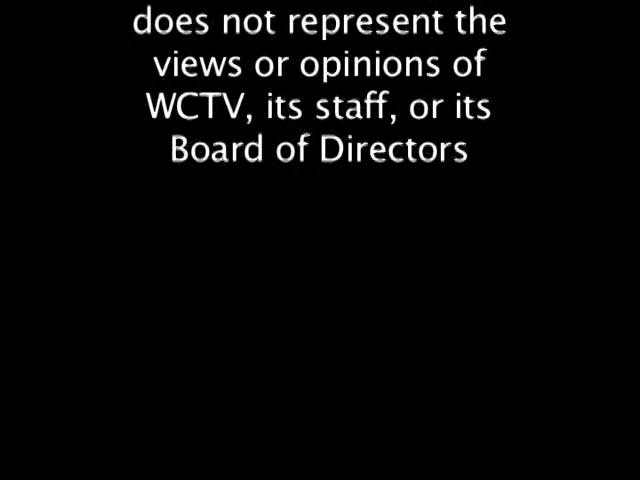 does not represent the
views or opinions of
WCTV, its staff, or its
Board of Directors